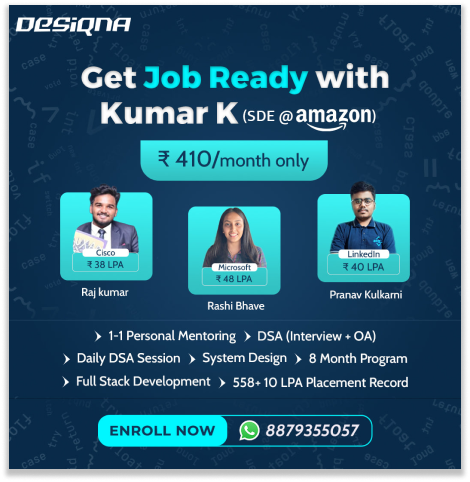 DESIQNA
Get Job Ready with
Kumar K (SDE @ amazon)
₹ 410/month only
Cisco
₹ 38 LPA
Raj kumar
Microsoft
₹ 48 LPA
Rashi Bhave
LinkedIn
₹ 40 LPA
Pranav Kulkarni
1-1 Personal Mentoring DSA (Interview + OA)
Daily DSA Session System Design 8 Month Program
Full Stack Development 558+ 10 LPA Placement Record
ENROLL NOW 8879355057